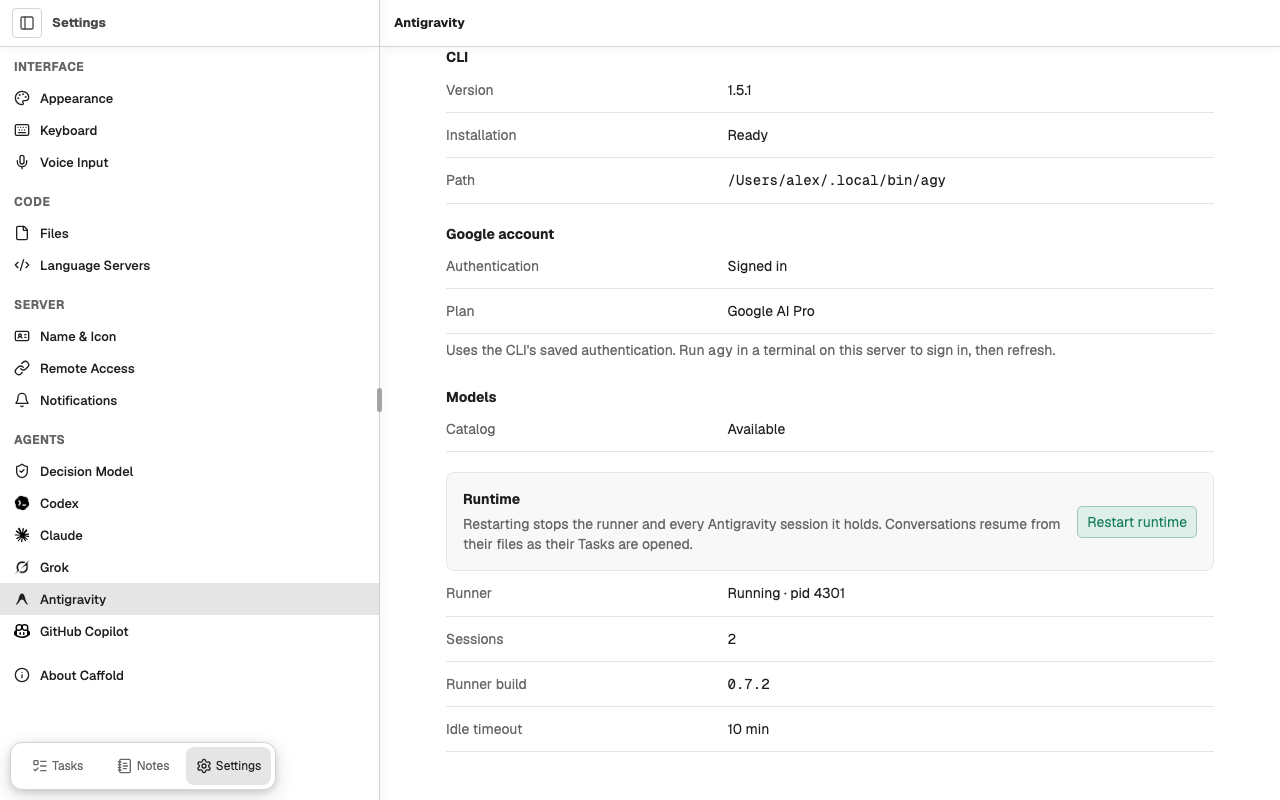 Settings
INTERFACE
Appearance
Keyboard
Voice Input
CODE
Files
Language Servers
SERVER
Name & Icon
Remote Access
Notifications
AGENTS
Decision Model
Codex
Claude
Grok
Antigravity
GitHub Copilot
About Caffold
Tasks
Notes
Settings
Antigravity
CLI
Version 1.5.1
Installation Ready
Path /Users/alex/.local/bin/agy
Google account
Authentication Signed in
Plan Google AI Pro
Uses the CLI's saved authentication. Run agy in a terminal on this server to sign in, then refresh.
Models
Catalog Available
Runtime
Restarting stops the runner and every Antigravity session it holds. Conversations resume from
their files as their Tasks are opened.
Restart runtime
Runner Running · pid 4301
Sessions 2
Runner build 0.7.2
Idle timeout 10 min